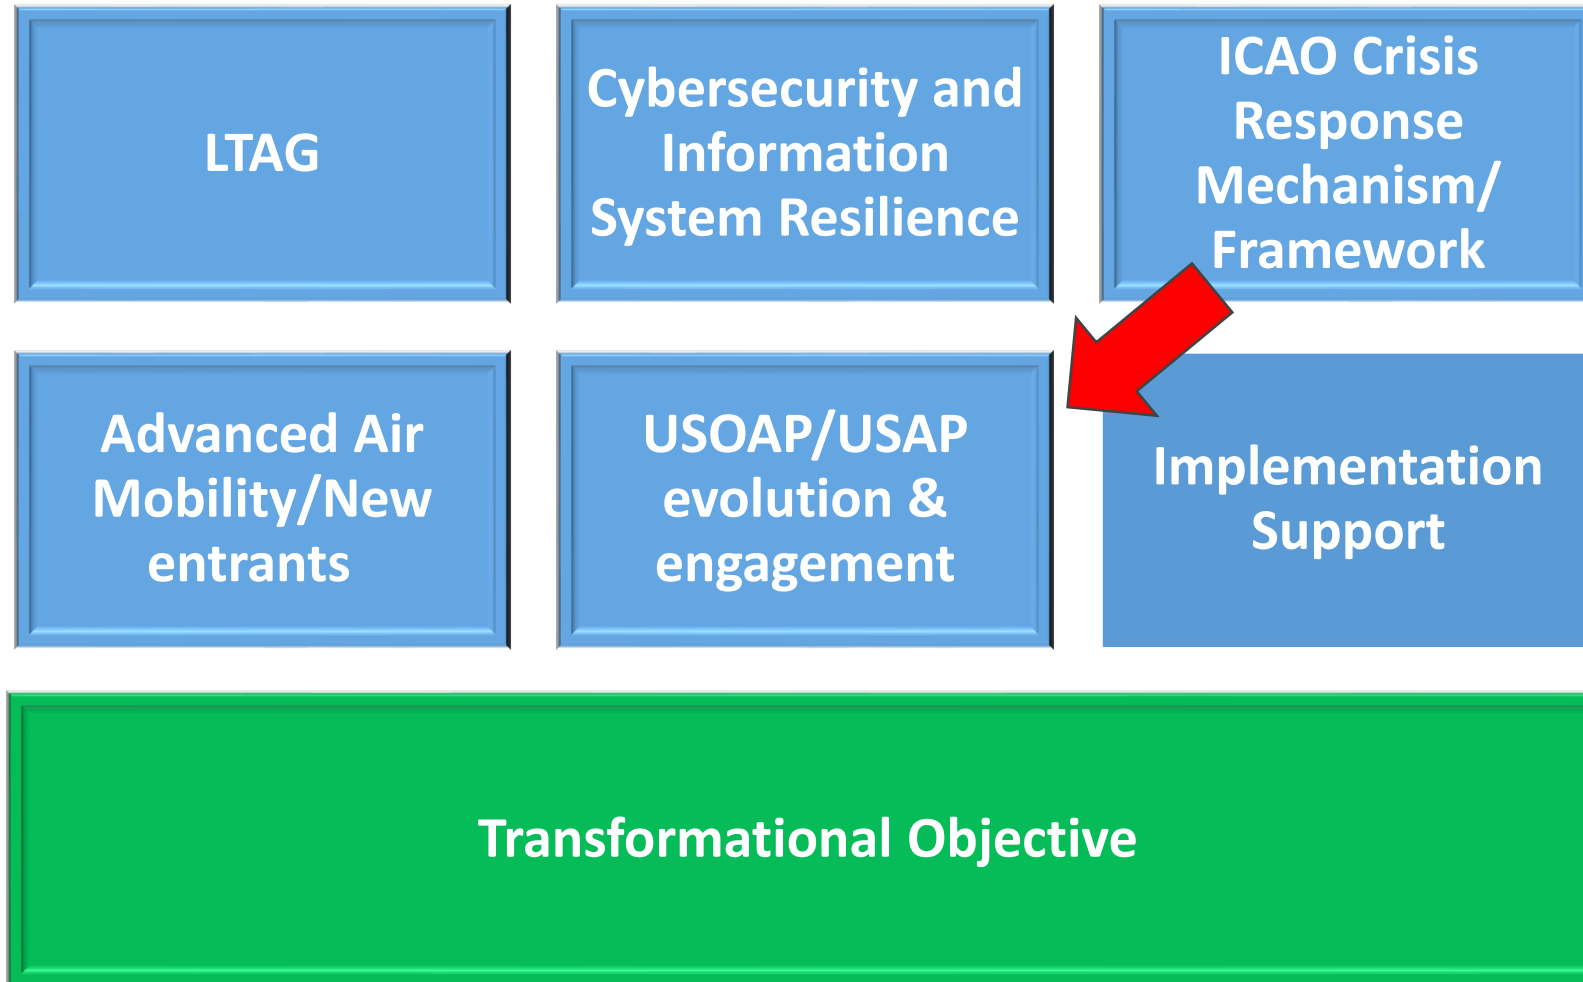 LTAG
Cybersecurity and
Information
System Resilience
ICAO Crisis
Response
Mechanism/
Framework
Advanced Air
Mobility/New
entrants
USOAP/USAP
evolution &
engagement
Implementation
Support
Transformational Objective